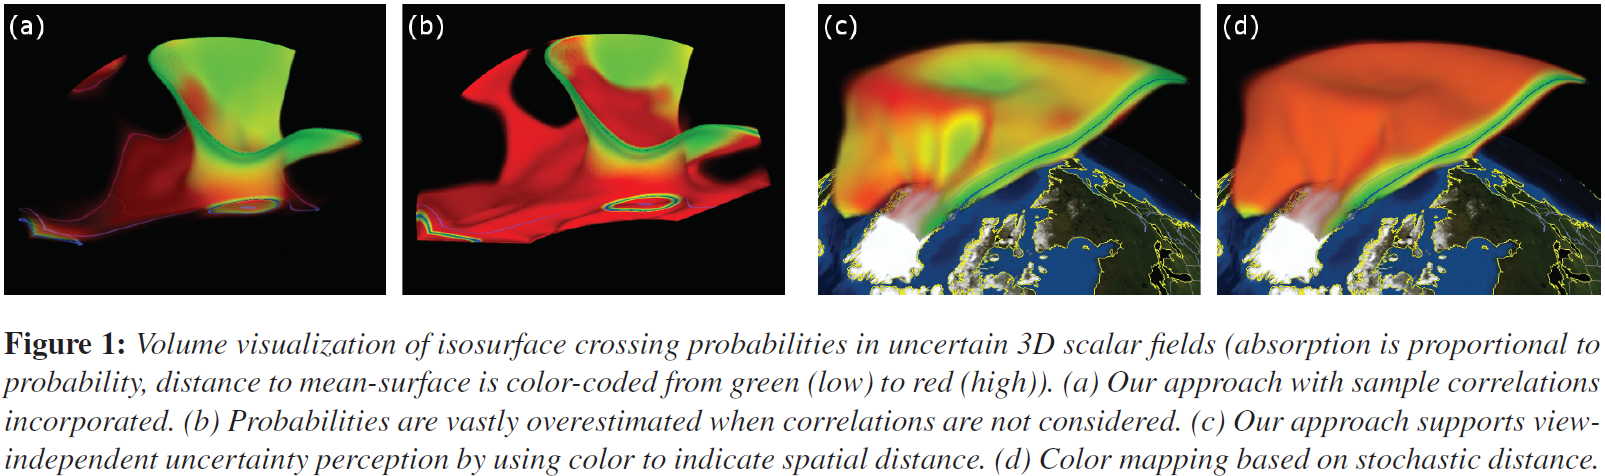 (a)
(b)
(c)
(d)
Figure 1: Volume visualization of isosurface crossing probabilities in uncertain 3D scalar fields (absorption is proportional to
probability, distance to mean-surface is color-coded from green (low) to red (high)). (a) Our approach with sample correlations
incorporated. (b) Probabilities are vastly overestimated when correlations are not considered. (c) Our approach supports view-
independent uncertainty perception by using color to indicate spatial distance. (d) Color mapping based on stochastic distance.